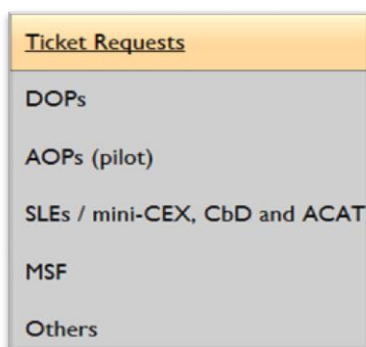 Ticket Requests
DOPs
AOPs (pilot)
SLEs / mini-CEX, CbD and ACAT
MSF
Others